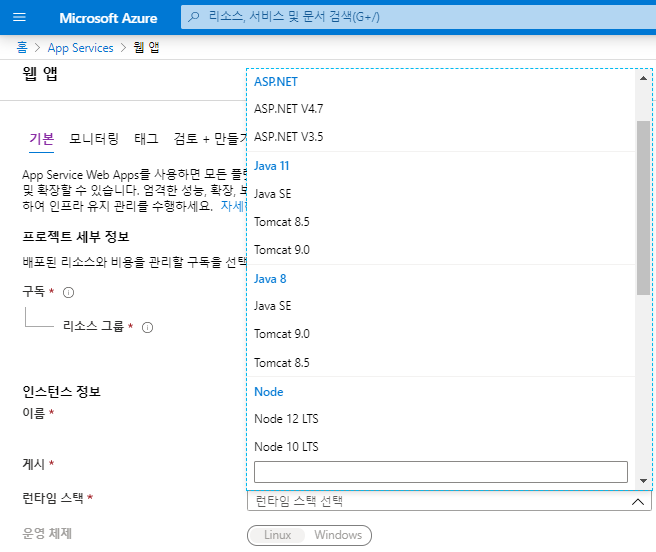 Microsoft Azure
리소스, 서비스 및 문서 검색(G+/)
홈 > App Services > 웹 앱
웹 앱
기본 모니터링 태그 검토 + 만들기
App Service Web Apps를 사용하면 모든 플
및 확장할 수 있습니다. 엄격한 성능, 확장, 보
하여 인프라 유지 관리를 수행하세요. 자세
프로젝트 세부 정보
배포된 리소스와 비용을 관리할 구독을 선택
구독 *
리소스 그룹 *
인스턴스 정보
이름 *
게시 *
런타임 스택 *
운영 체제
ASP.NET
ASP.NET V4.7
ASP.NET V3.5
Java 11
Java SE
Tomcat 8.5
Tomcat 9.0
Java 8
Java SE
Tomcat 9.0
Tomcat 8.5
Node
Node 12 LTS
Node 10 LTS
런타임 스택 선택
Linux Windows